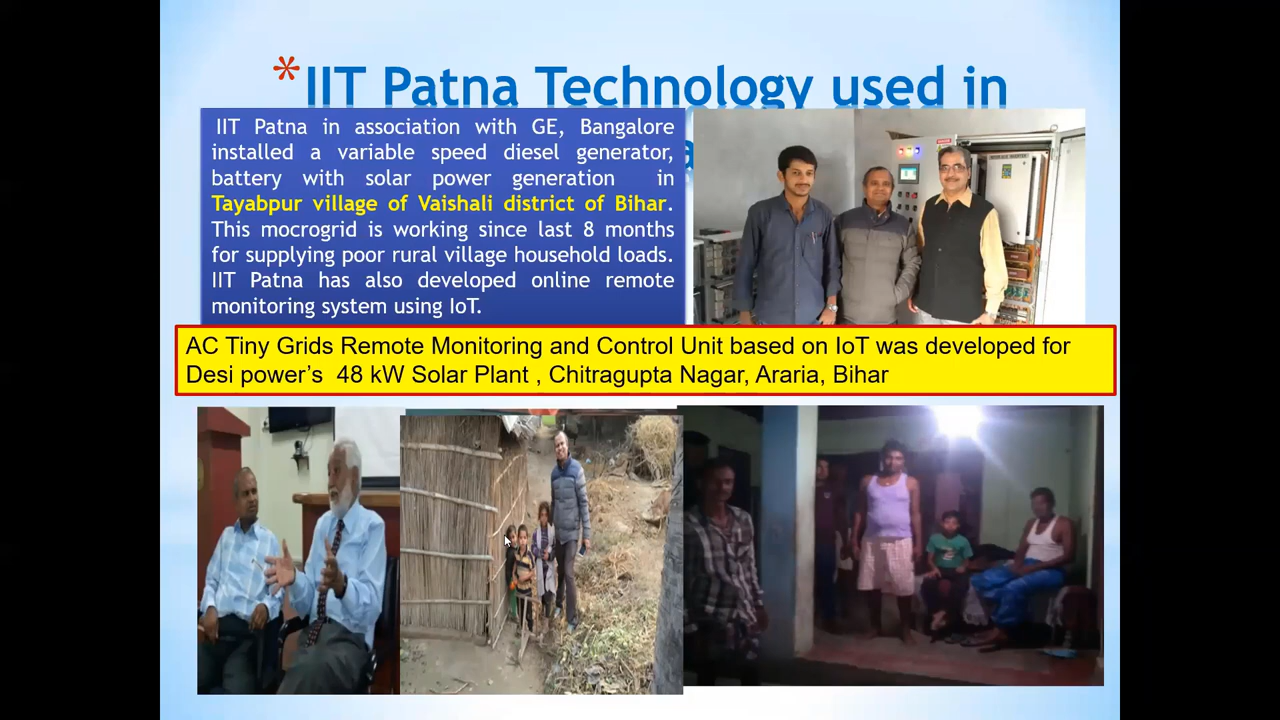 *IIT Patna Technology used in
IIT Patna in association with GE, Bangalore
installed a variable speed diesel generator,
battery with solar power generation in
Tayabpur village of Vaishali district of Bihar.
This mocrogrid is working since last 8 months
for supplying poor rural village household loads.
IIT Patna has also developed online remote
monitoring system using IoT.
AC Tiny Grids Remote Monitoring and Control Unit based on IoT was developed for
Desi power's 48 kW Solar Plant , Chitragupta Nagar, Araria, Bihar